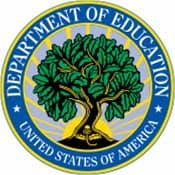 DEPARTMENT OF EDUCATION
UNITED STATES OF AMERICA